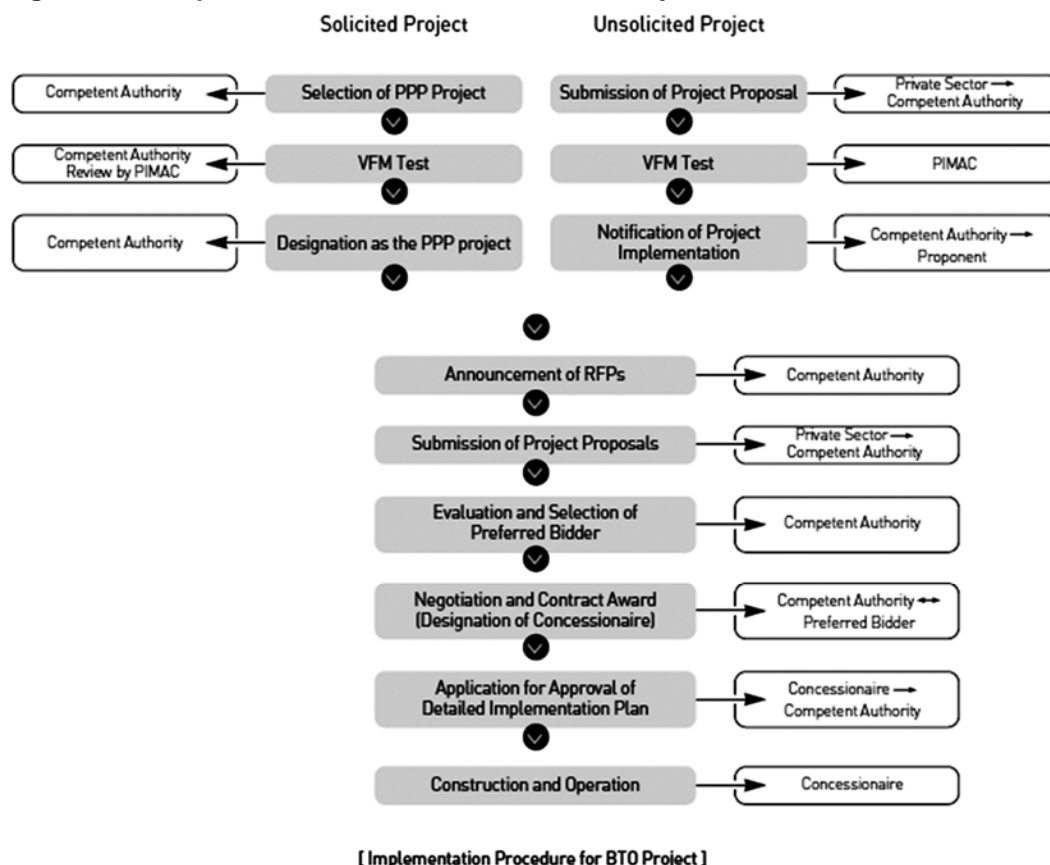 Solicited Project
Unsolicited Project
Competent Authority
Selection of PPP Project
Submission of Project Proposal
Private Sector →
Competent Authority
Competent Authority
Review by PIMAC
VFM Test
VFM Test
PIMAC
Competent Authority
Designation as the PPP project
Notification of Project
Implementation
Competent Authority →
Proponent
Announcement of RFPs
Competent Authority
Submission of Project Proposals
Private Sector →
Competent Authority
Evaluation and Selection of
Preferred Bidder
Competent Authority
Negotiation and Contract Award
(Designation of Concessionaire)
Competent Authority ↔
Preferred Bidder
Application for Approval of
Detailed Implementation Plan
Concessionaire →
Competent Authority
Construction and Operation
Concessionaire
[ Implementation Procedure for BTO Project ]